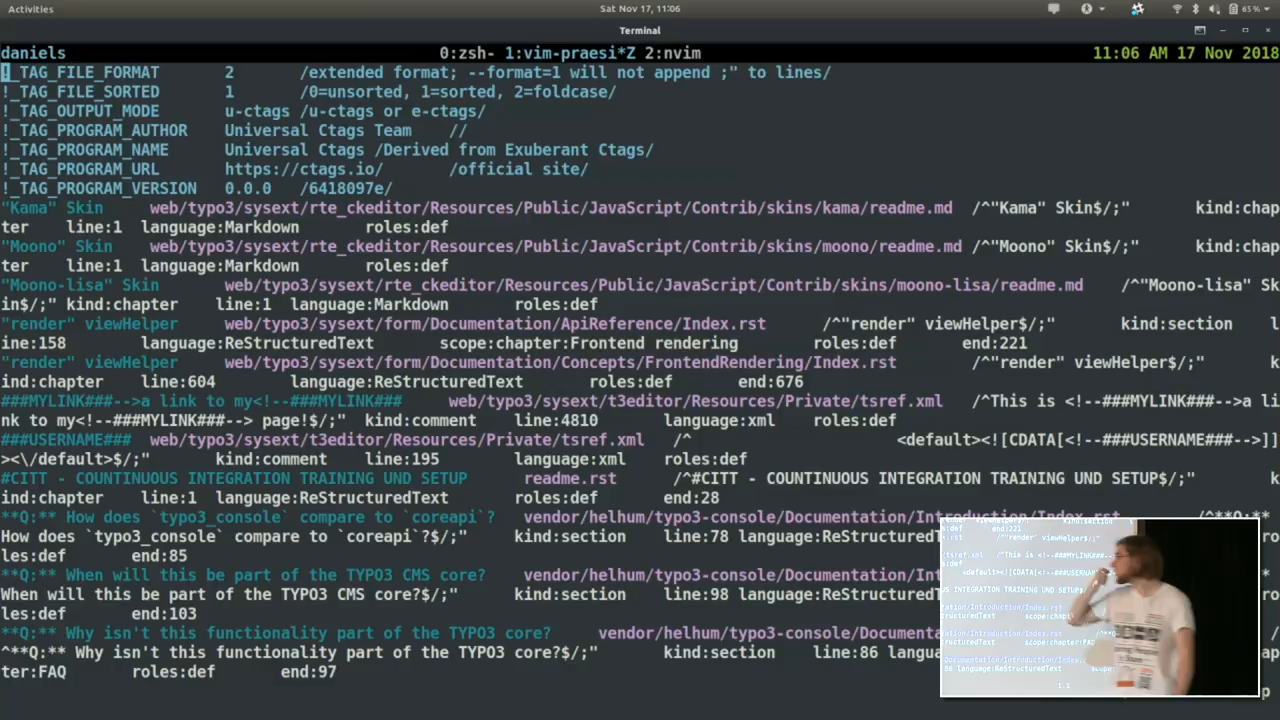 Activities
Sat Nov 17, 11:06
65 %
Terminal
daniels 0:zsh- 1:vim-praesi*Z 2:nvim 11:06 AM 17 Nov 2018
!_TAG_FILE_FORMAT 2 /extended format; --format=1 will not append ;" to lines/
!_TAG_FILE_SORTED 1 /0=unsorted, 1=sorted, 2=foldcase/
!_TAG_OUTPUT_MODE u-ctags /u-ctags or e-ctags/
!_TAG_PROGRAM_AUTHOR Universal Ctags Team //
!_TAG_PROGRAM_NAME Universal Ctags /Derived from Exuberant Ctags/
!_TAG_PROGRAM_URL https://ctags.io/ /official site/
!_TAG_PROGRAM_VERSION 0.0.0 /6418097e/
"Kama" Skin web/typo3/sysext/rte_ckeditor/Resources/Public/JavaScript/Contrib/skins/kama/readme.md /^"Kama" Skin$/;" kind:chap
ter line:1 language:Markdown roles:def
"Moono" Skin web/typo3/sysext/rte_ckeditor/Resources/Public/JavaScript/Contrib/skins/moono/readme.md /^"Moono" Skin$/;" kind:chap
ter line:1 language:Markdown roles:def
"Moono-lisa" Skin web/typo3/sysext/rte_ckeditor/Resources/Public/JavaScript/Contrib/skins/moono-lisa/readme.md /^"Moono-lisa" Sk
in$/;" kind:chapter line:1 language:Markdown roles:def
"render" viewHelper web/typo3/sysext/form/Documentation/ApiReference/Index.rst /^"render" viewHelper$/;" kind:section l
ine:158 language:ReStructuredText scope:chapter:Frontend rendering roles:def end:221
"render" viewHelper web/typo3/sysext/form/Documentation/Concepts/FrontendRendering/Index.rst /^"render" viewHelper$/;" k
ind:chapter line:604 language:ReStructuredText roles:def end:676
###MYLINK###-->a link to my<!--###MYLINK### web/typo3/sysext/t3editor/Resources/Private/tsref.xml /^This is <!--###MYLINK###-->a li
nk to my<!--###MYLINK###--> page!$/;" kind:comment line:4810 language:xml roles:def
###USERNAME### web/typo3/sysext/t3editor/Resources/Private/tsref.xml /^ <default><![CDATA[<!--###USERNAME###-->]]
><\/default>$/;" kind:comment line:195 language:xml roles:def
#CITT - COUNTINUOUS INTEGRATION TRAINING UND SETUP readme.rst /^#CITT - COUNTINUOUS INTEGRATION TRAINING UND SETUP$/;" k
ind:chapter line:1 language:ReStructuredText roles:def end:28
**Q:** How does `typo3_console` compare to `coreapi`? vendor/helhum/typo3-console/Documentation/Introduction/Index.rst /^**Q:**
How does `typo3_console` compare to `coreapi`?$/;" kind:section line:78 language:ReStructuredText
les:def end:85
**Q:** When will this be part of the TYPO3 CMS core? vendor/helhum/typo3-console/Documentation/Int
When will this be part of the TYPO3 CMS core?$/;" kind:section line:98 language:ReStructuredText
les:def end:103
**Q:** Why isn't this functionality part of the TYPO3 core? vendor/helhum/typo3-console/Documenta
^**Q:** Why isn't this functionality part of the TYPO3 core?$/;" kind:section line:86 langua
ter:FAQ roles:def end:97